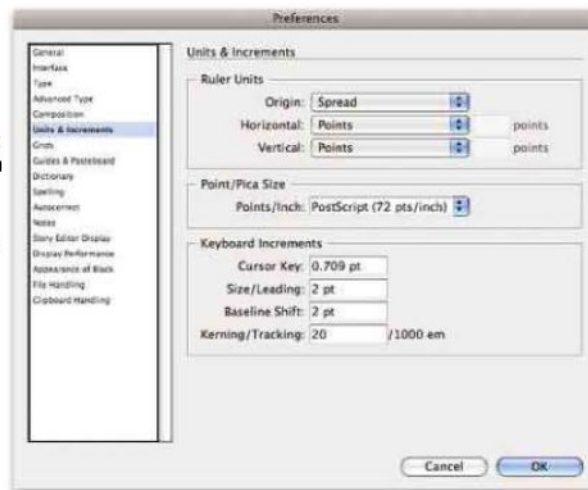 Preferences
General
Interface
Type
Advanced Type
Composition
Units & Increments
Grids
Guides & Pasteboard
Dictionary
Spelling
Autocorrect
Notes
Story Editor Display
Display Performance
Appearance of Black
File Handling
Clipboard Handling
Units & Increments
Ruler Units
Origin: Spread
Horizontal: Points points
Vertical: Points points
Point/Pica Size
Points/Inch: PostScript (72 pts/inch)
Keyboard Increments
Cursor Key: 0.709 pt
Size/Leading: 2 pt
Baseline Shift: 2 pt
Kerning/Tracking: 20 /1000 em
Cancel OK